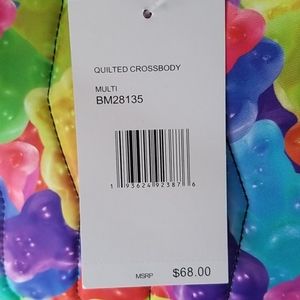 QUILTED CROSSBODY
MULTI
BM28135
1 93624 92387 6
MSRP $68.00